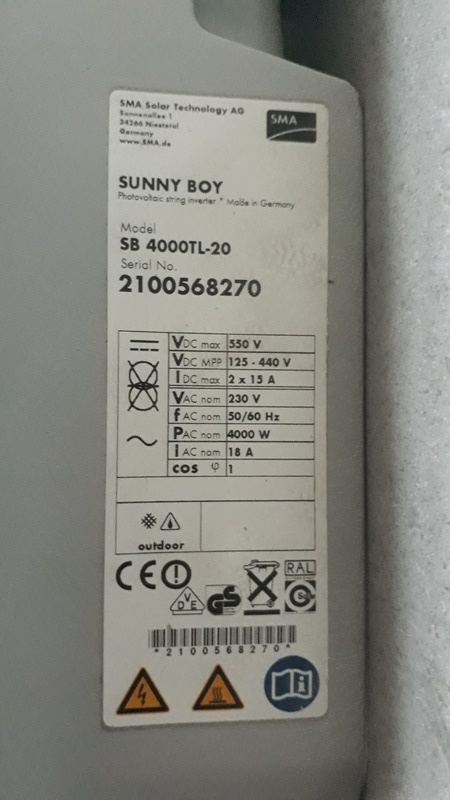 SMA Solar Technology AG
Sonnenallee 1
34266 Niestetal
Germany
www.SMA.de
SMA
SUNNY BOY
Photovoltaic string inverter * Made in Germany
Model
SB 4000TL-20
Serial No.
2100568270
VDC max 550 V
VDC MPP 125 - 440 V
IDC max 2 x 15 A
VAC nom 230 V
fAC nom 50/60 Hz
PAC nom 4000 W
IAC nom 18 A
cos φ 1
outdoor
CE
RAL
DVE
GS
*2100568270*